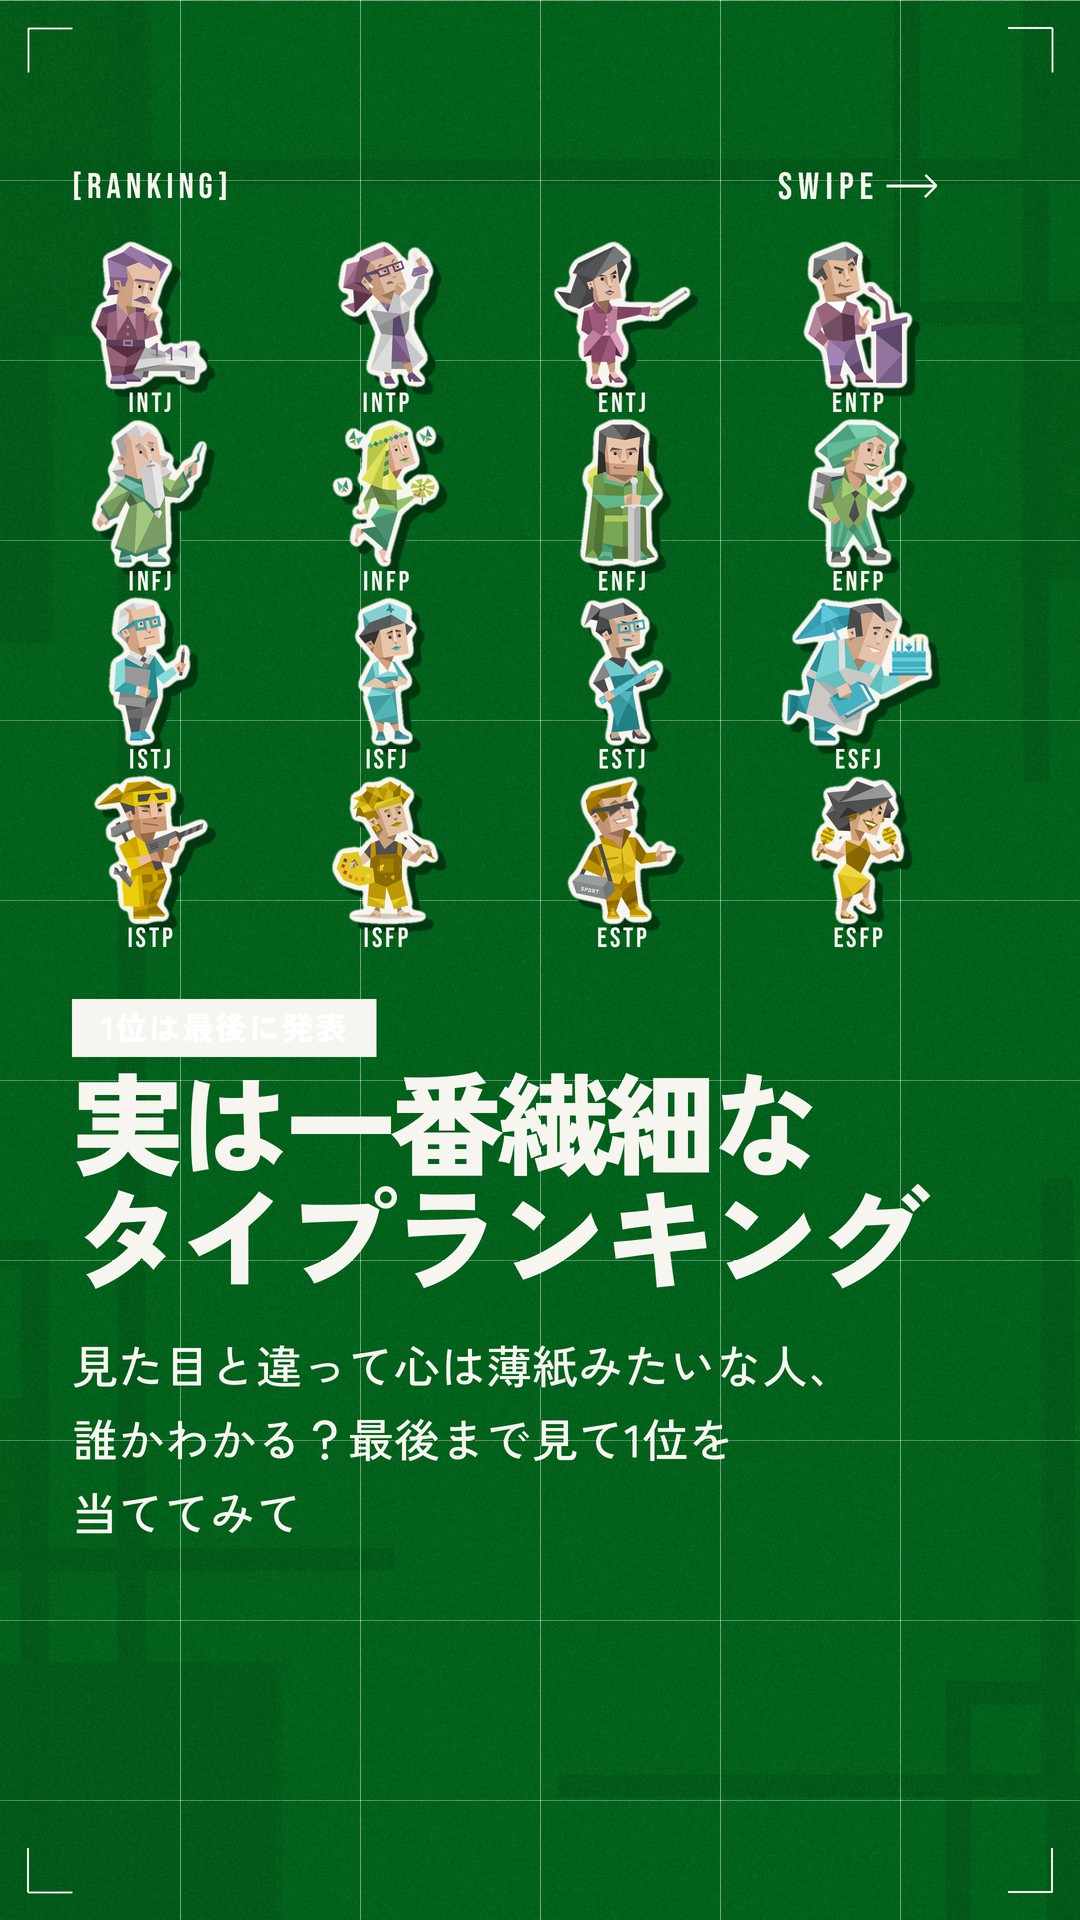 [RANKING]
SWIPE →
INTJ
INTP
ENTJ
ENTP
INFJ
INFP
ENFJ
ENFP
ISTJ
ISFJ
ESTJ
ESFJ
SPORT
ISTP
ISFP
ESTP
ESFP
1位は最後に発表
実は一番繊細な
タイプランキング
見た目と違って心は薄紙みたいな人、
誰かわかる？最後まで見て1位を
当ててみて